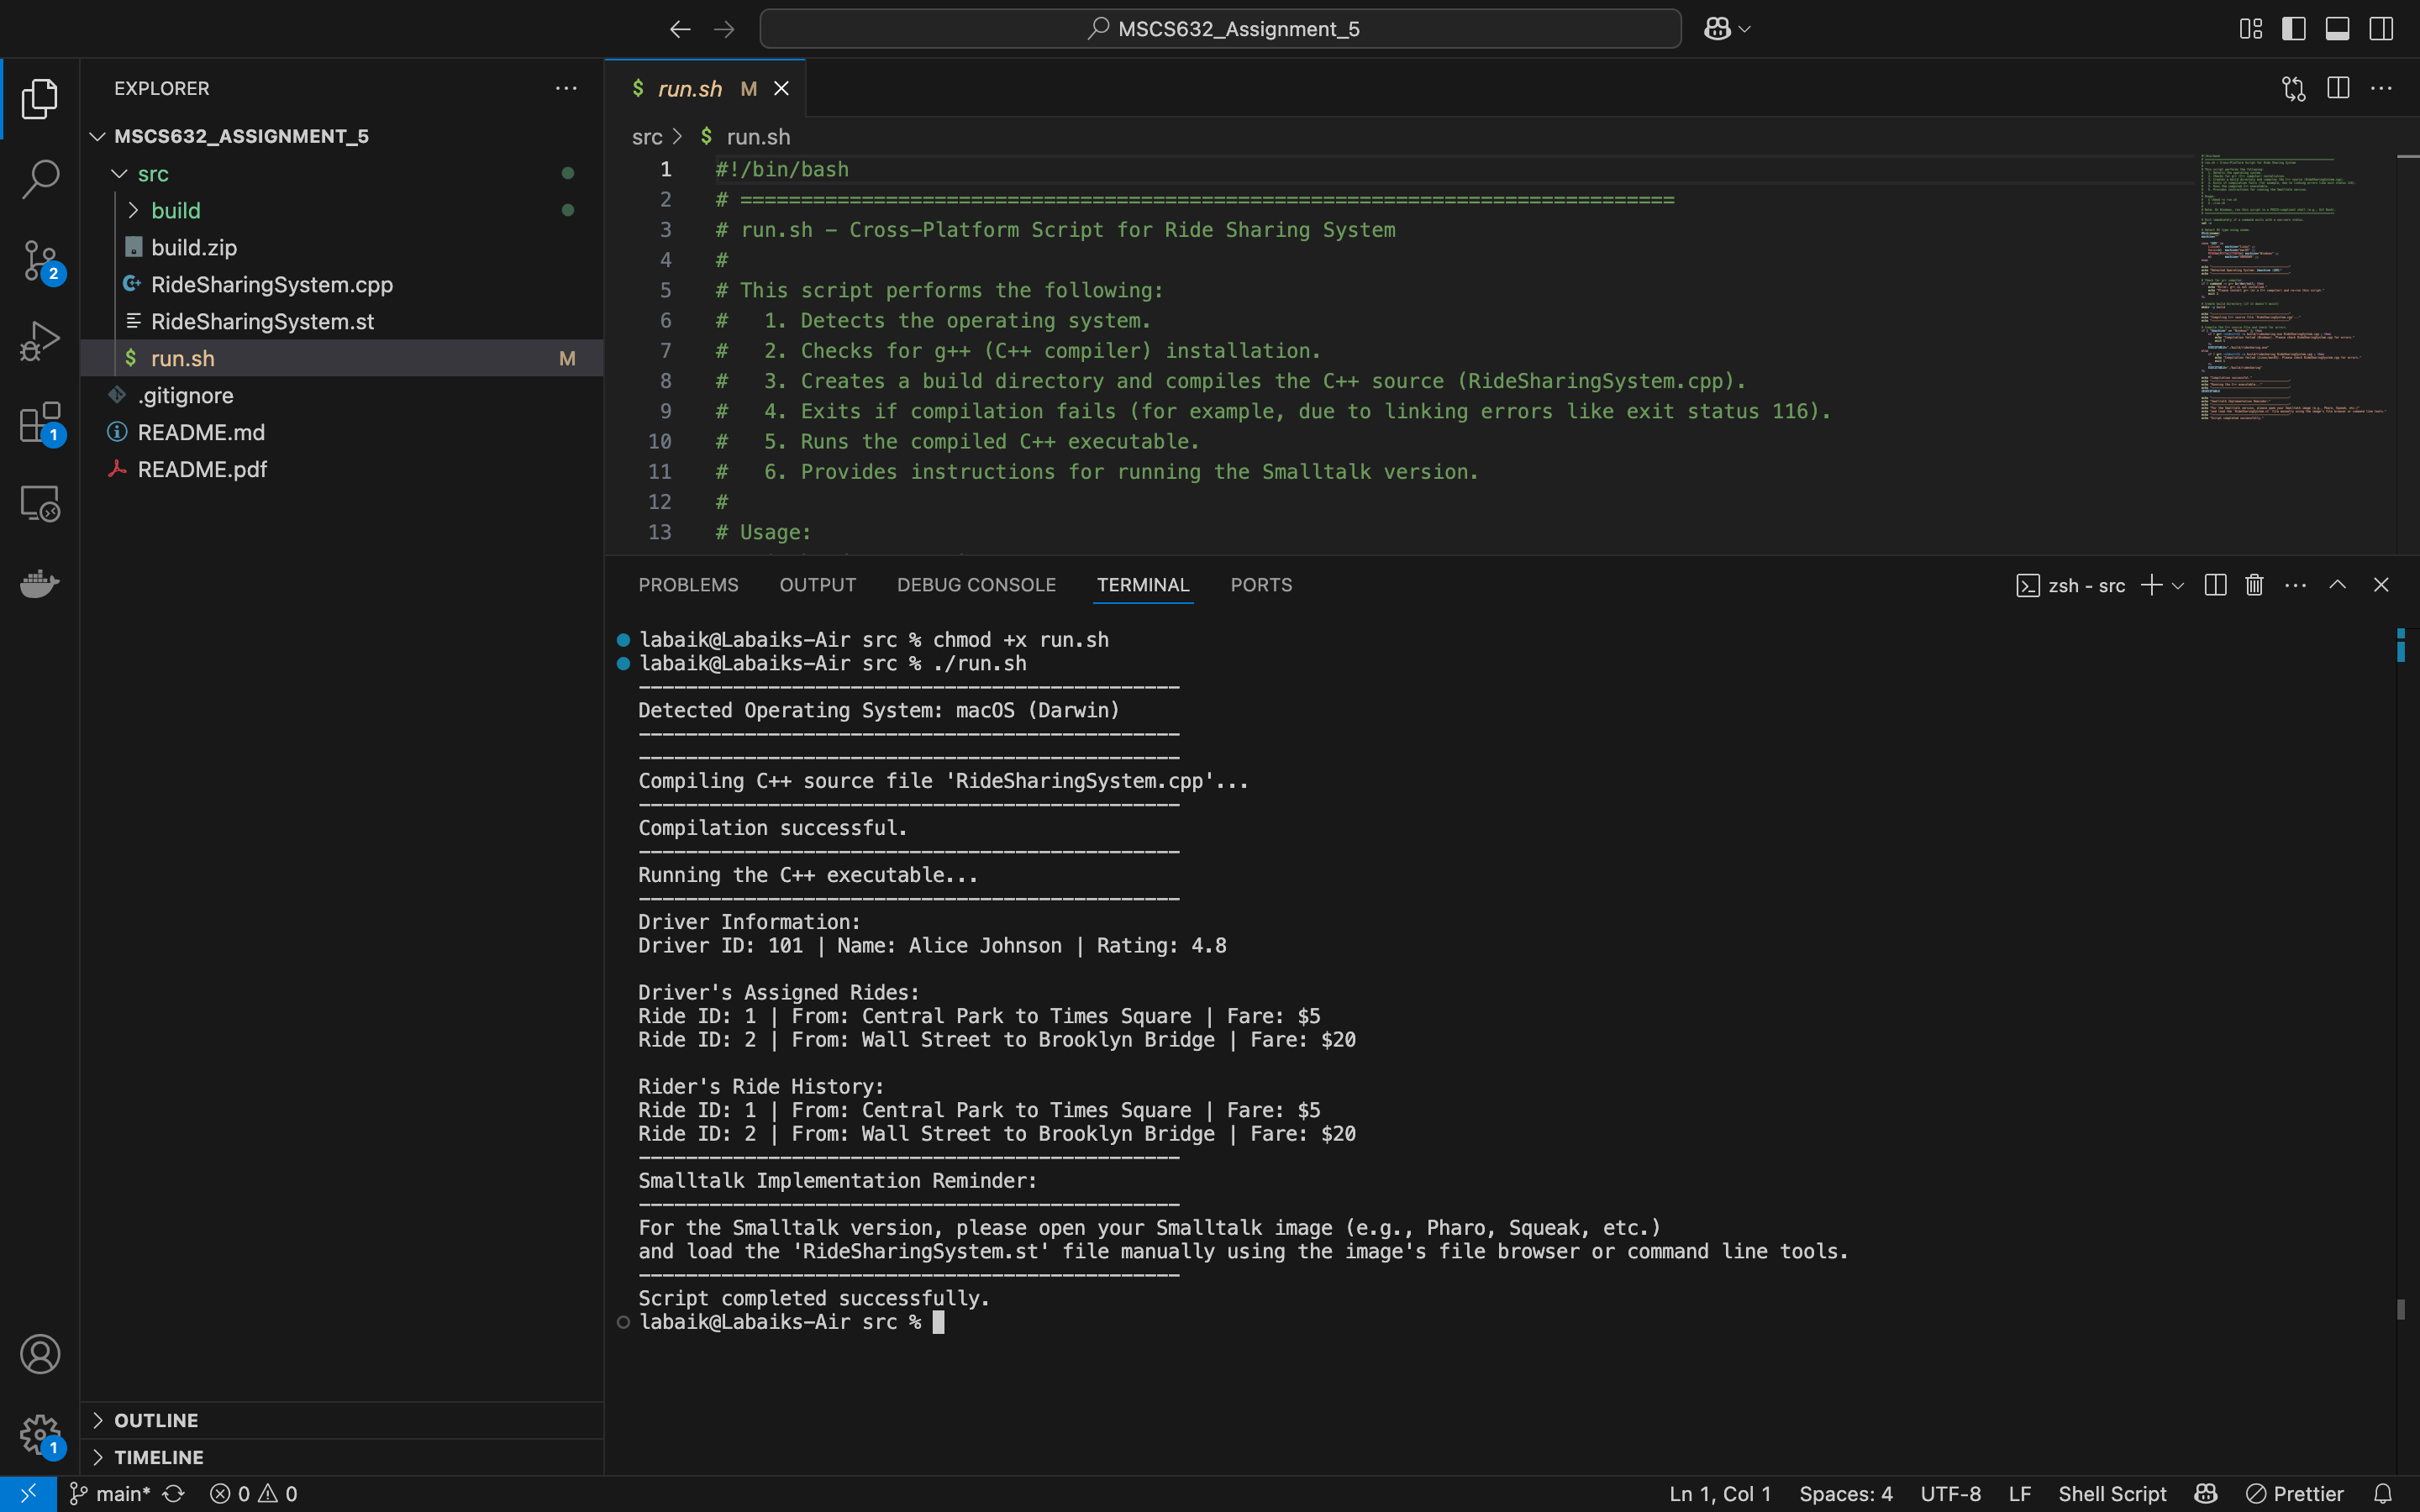 MSCS632_Assignment_5
EXPLORER
MSCS632_ASSIGNMENT_5
src
build
build.zip
RideSharingSystem.cpp
RideSharingSystem.st
$ run.sh M
.gitignore
README.md
README.pdf
2
1
OUTLINE
TIMELINE
1
$ run.sh M
src > $ run.sh
1 #!/bin/bash
2 # =============================================================================
3 # run.sh - Cross-Platform Script for Ride Sharing System
4 #
5 # This script performs the following:
6 #   1. Detects the operating system.
7 #   2. Checks for g++ (C++ compiler) installation.
8 #   3. Creates a build directory and compiles the C++ source (RideSharingSystem.cpp).
9 #   4. Exits if compilation fails (for example, due to linking errors like exit status 116).
10 #   5. Runs the compiled C++ executable.
11 #   6. Provides instructions for running the Smalltalk version.
12 #
13 # Usage:
PROBLEMS OUTPUT DEBUG CONSOLE TERMINAL PORTS
zsh - src
labaik@Labaiks-Air src % chmod +x run.sh
labaik@Labaiks-Air src % ./run.sh
----------------------------------------------
Detected Operating System: macOS (Darwin)
----------------------------------------------
----------------------------------------------
Compiling C++ source file 'RideSharingSystem.cpp'...
----------------------------------------------
Compilation successful.
----------------------------------------------
Running the C++ executable...
----------------------------------------------
Driver Information:
Driver ID: 101 | Name: Alice Johnson | Rating: 4.8
Driver's Assigned Rides:
Ride ID: 1 | From: Central Park to Times Square | Fare: $5
Ride ID: 2 | From: Wall Street to Brooklyn Bridge | Fare: $20
Rider's Ride History:
Ride ID: 1 | From: Central Park to Times Square | Fare: $5
Ride ID: 2 | From: Wall Street to Brooklyn Bridge | Fare: $20
----------------------------------------------
Smalltalk Implementation Reminder:
----------------------------------------------
For the Smalltalk version, please open your Smalltalk image (e.g., Pharo, Squeak, etc.)
and load the 'RideSharingSystem.st' file manually using the image's file browser or command line tools.
----------------------------------------------
Script completed successfully.
labaik@Labaiks-Air src %
main* 0 0
Ln 1, Col 1 Spaces: 4 UTF-8 LF Shell Script Prettier